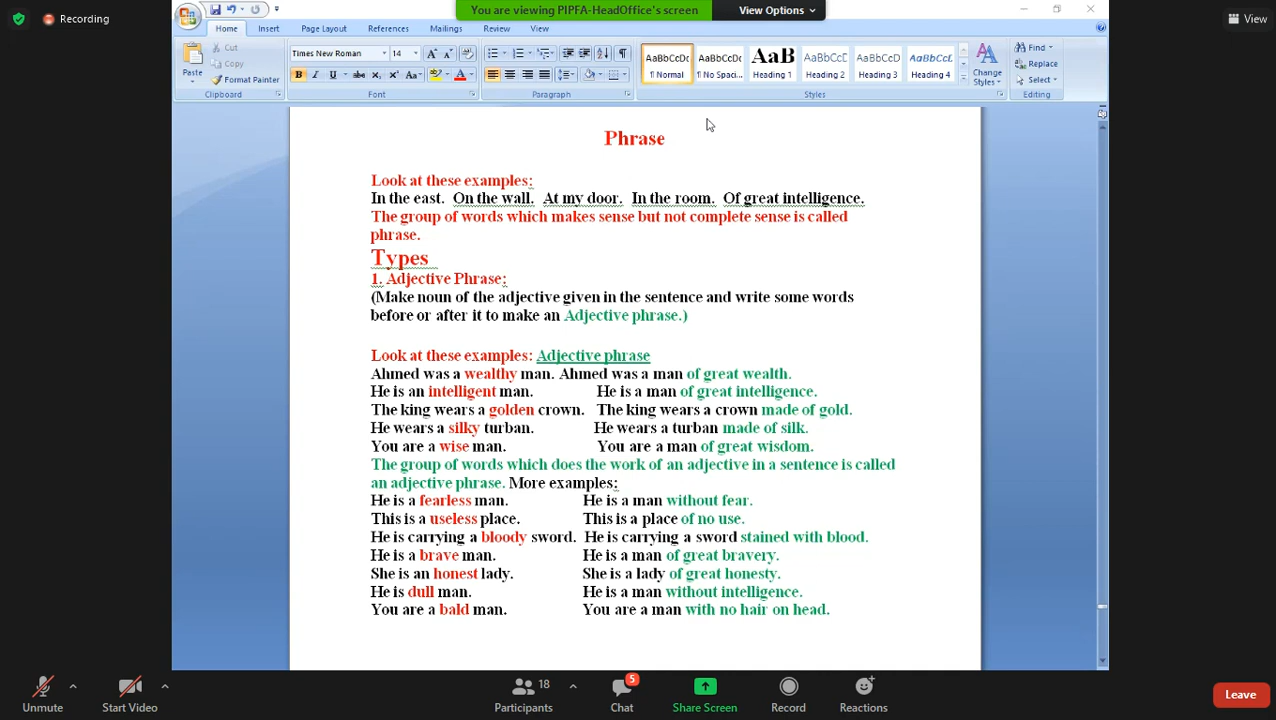 You are viewing PIPFA-HeadOffice's screen
View Options
Recording
View
Home Insert Page Layout References Mailings Review View
Paste
Cut
Copy
Format Painter
Clipboard
Times New Roman 14
B I U abc x₂ x² Aa
Font
Paragraph
AaBbCcDc AaBbCcDc AaB AaBbCc AaBbCcD AaBbCcL
¶ Normal ¶ No Spaci... Heading 1 Heading 2 Heading 3 Heading 4
Change
Styles
Styles
Find
Replace
Select
Editing
Phrase
Look at these examples:
In the east. On the wall. At my door. In the room. Of great intelligence.
The group of words which makes sense but not complete sense is called
phrase.
Types
1. Adjective Phrase:
(Make noun of the adjective given in the sentence and write some words
before or after it to make an Adjective phrase.)
Look at these examples: Adjective phrase
Ahmed was a wealthy man. Ahmed was a man of great wealth.
He is an intelligent man. He is a man of great intelligence.
The king wears a golden crown. The king wears a crown made of gold.
He wears a silky turban. He wears a turban made of silk.
You are a wise man. You are a man of great wisdom.
The group of words which does the work of an adjective in a sentence is called
an adjective phrase. More examples:
He is a fearless man. He is a man without fear.
This is a useless place. This is a place of no use.
He is carrying a bloody sword. He is carrying a sword stained with blood.
He is a brave man. He is a man of great bravery.
She is an honest lady. She is a lady of great honesty.
He is dull man. He is a man without intelligence.
You are a bald man. You are a man with no hair on head.
Unmute
Start Video
18
Participants
5
Chat
Share Screen
Record
Reactions
Leave